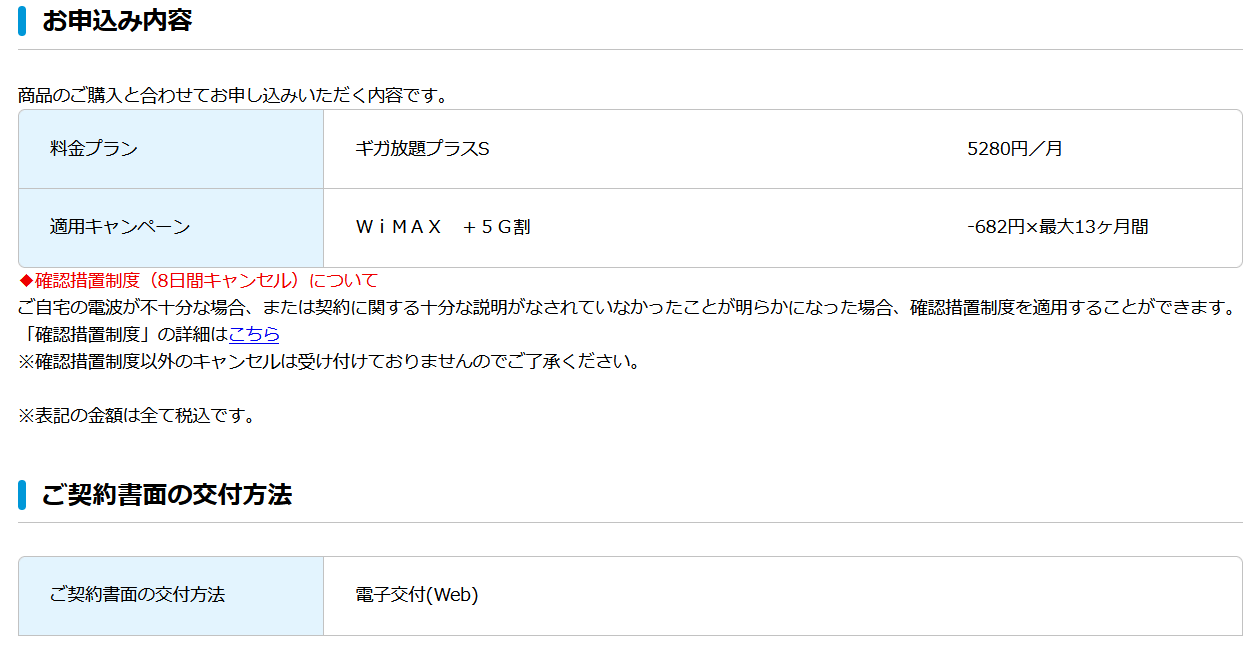 お申込み内容
商品のご購入と合わせてお申し込みいただく内容です。
料金プラン ギガ放題プラスS 5280円／月
適用キャンペーン ＷｉＭＡＸ　＋５Ｇ割 -682円×最大13ヶ月間
◆確認措置制度（8日間キャンセル）について
ご自宅の電波が不十分な場合、または契約に関する十分な説明がなされていなかったことが明らかになった場合、確認措置制度を適用することができます。
「確認措置制度」の詳細はこちら
※確認措置制度以外のキャンセルは受け付けておりませんのでご了承ください。
※表記の金額は全て税込です。
ご契約書面の交付方法
ご契約書面の交付方法 電子交付(Web)